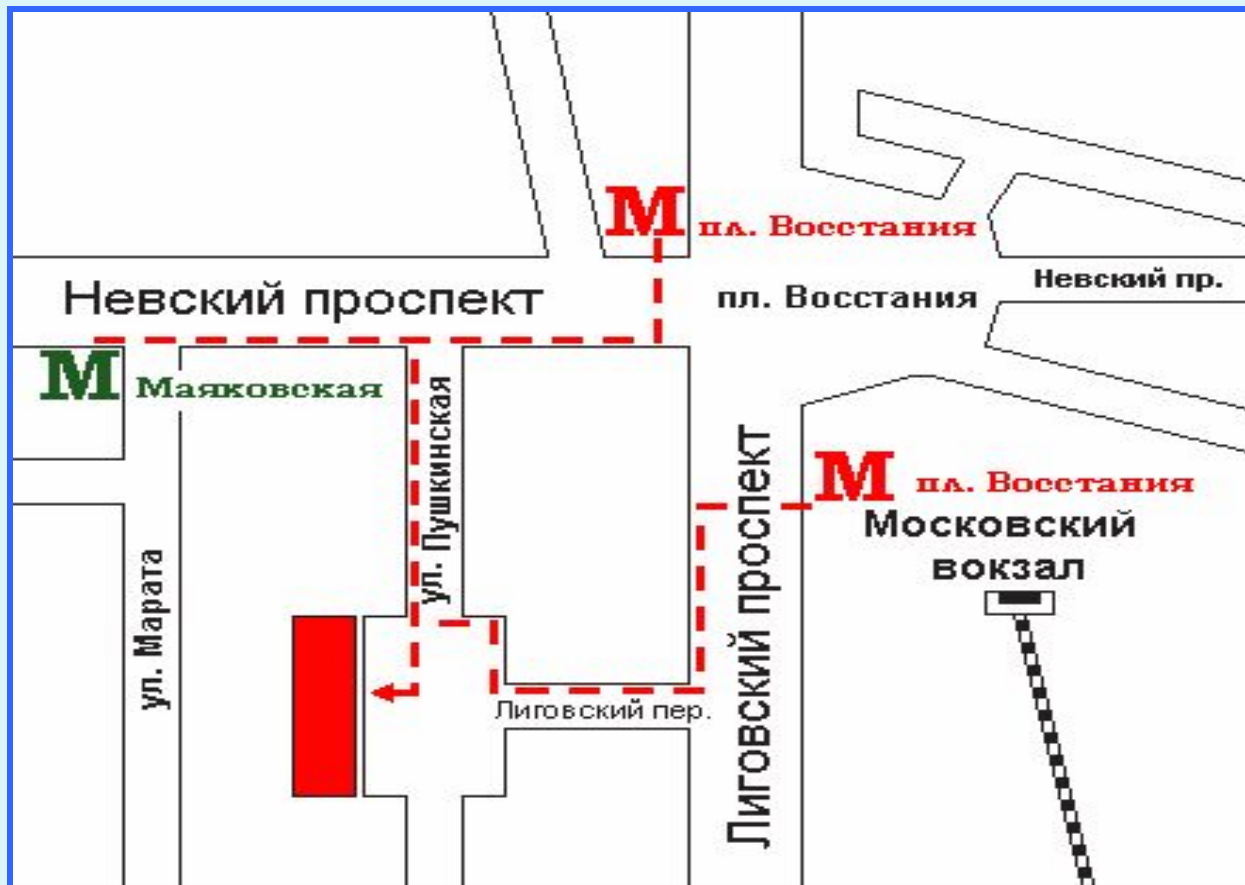 М пл. Восстания
Невский проспект
пл. Восстания
Невский пр.
М Маяковская
ул. Пушкинская
Лиговский проспект
М пл. Восстания
Московский
вокзал
ул. Марата
Лиговский пер.